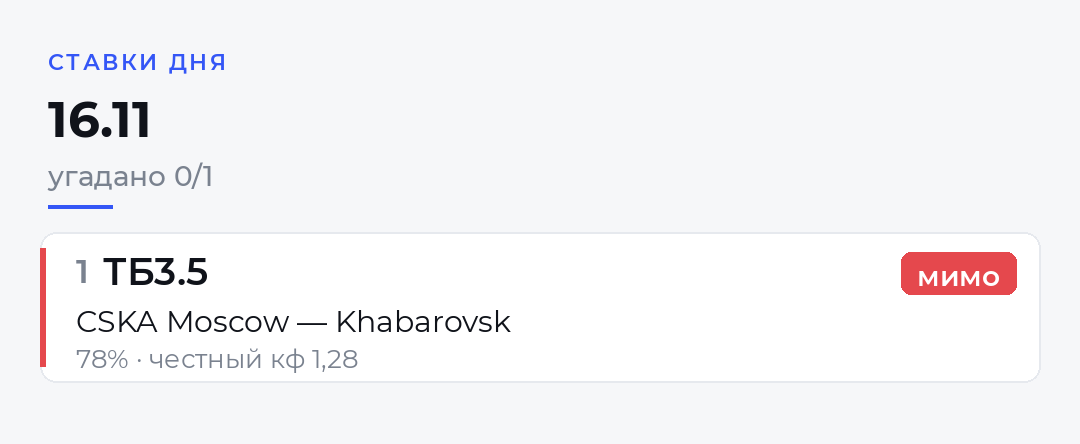 СТАВКИ ДНЯ
16.11
угадано 0/1
1 ТБ3.5
мимо
CSKA Moscow — Khabarovsk
78% · честный кф 1,28